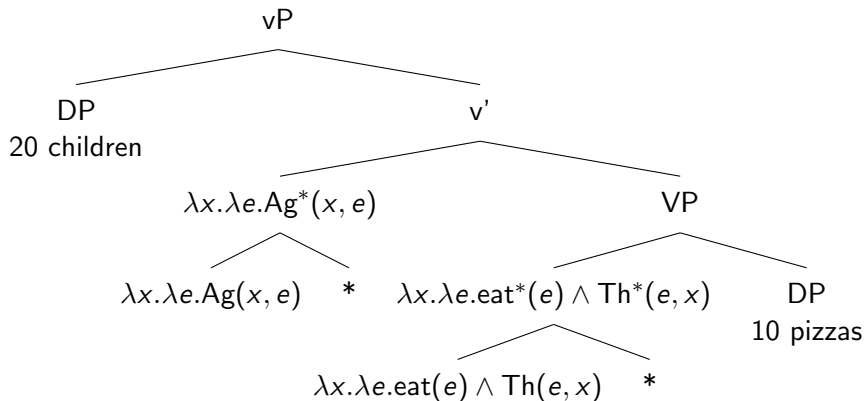 vP
DP v'
20 children
λx.λe.Ag*(x, e) VP
λx.λe.Ag(x, e) * λx.λe.eat*(e) ∧ Th*(e, x) DP
10 pizzas
λx.λe.eat(e) ∧ Th(e, x) *